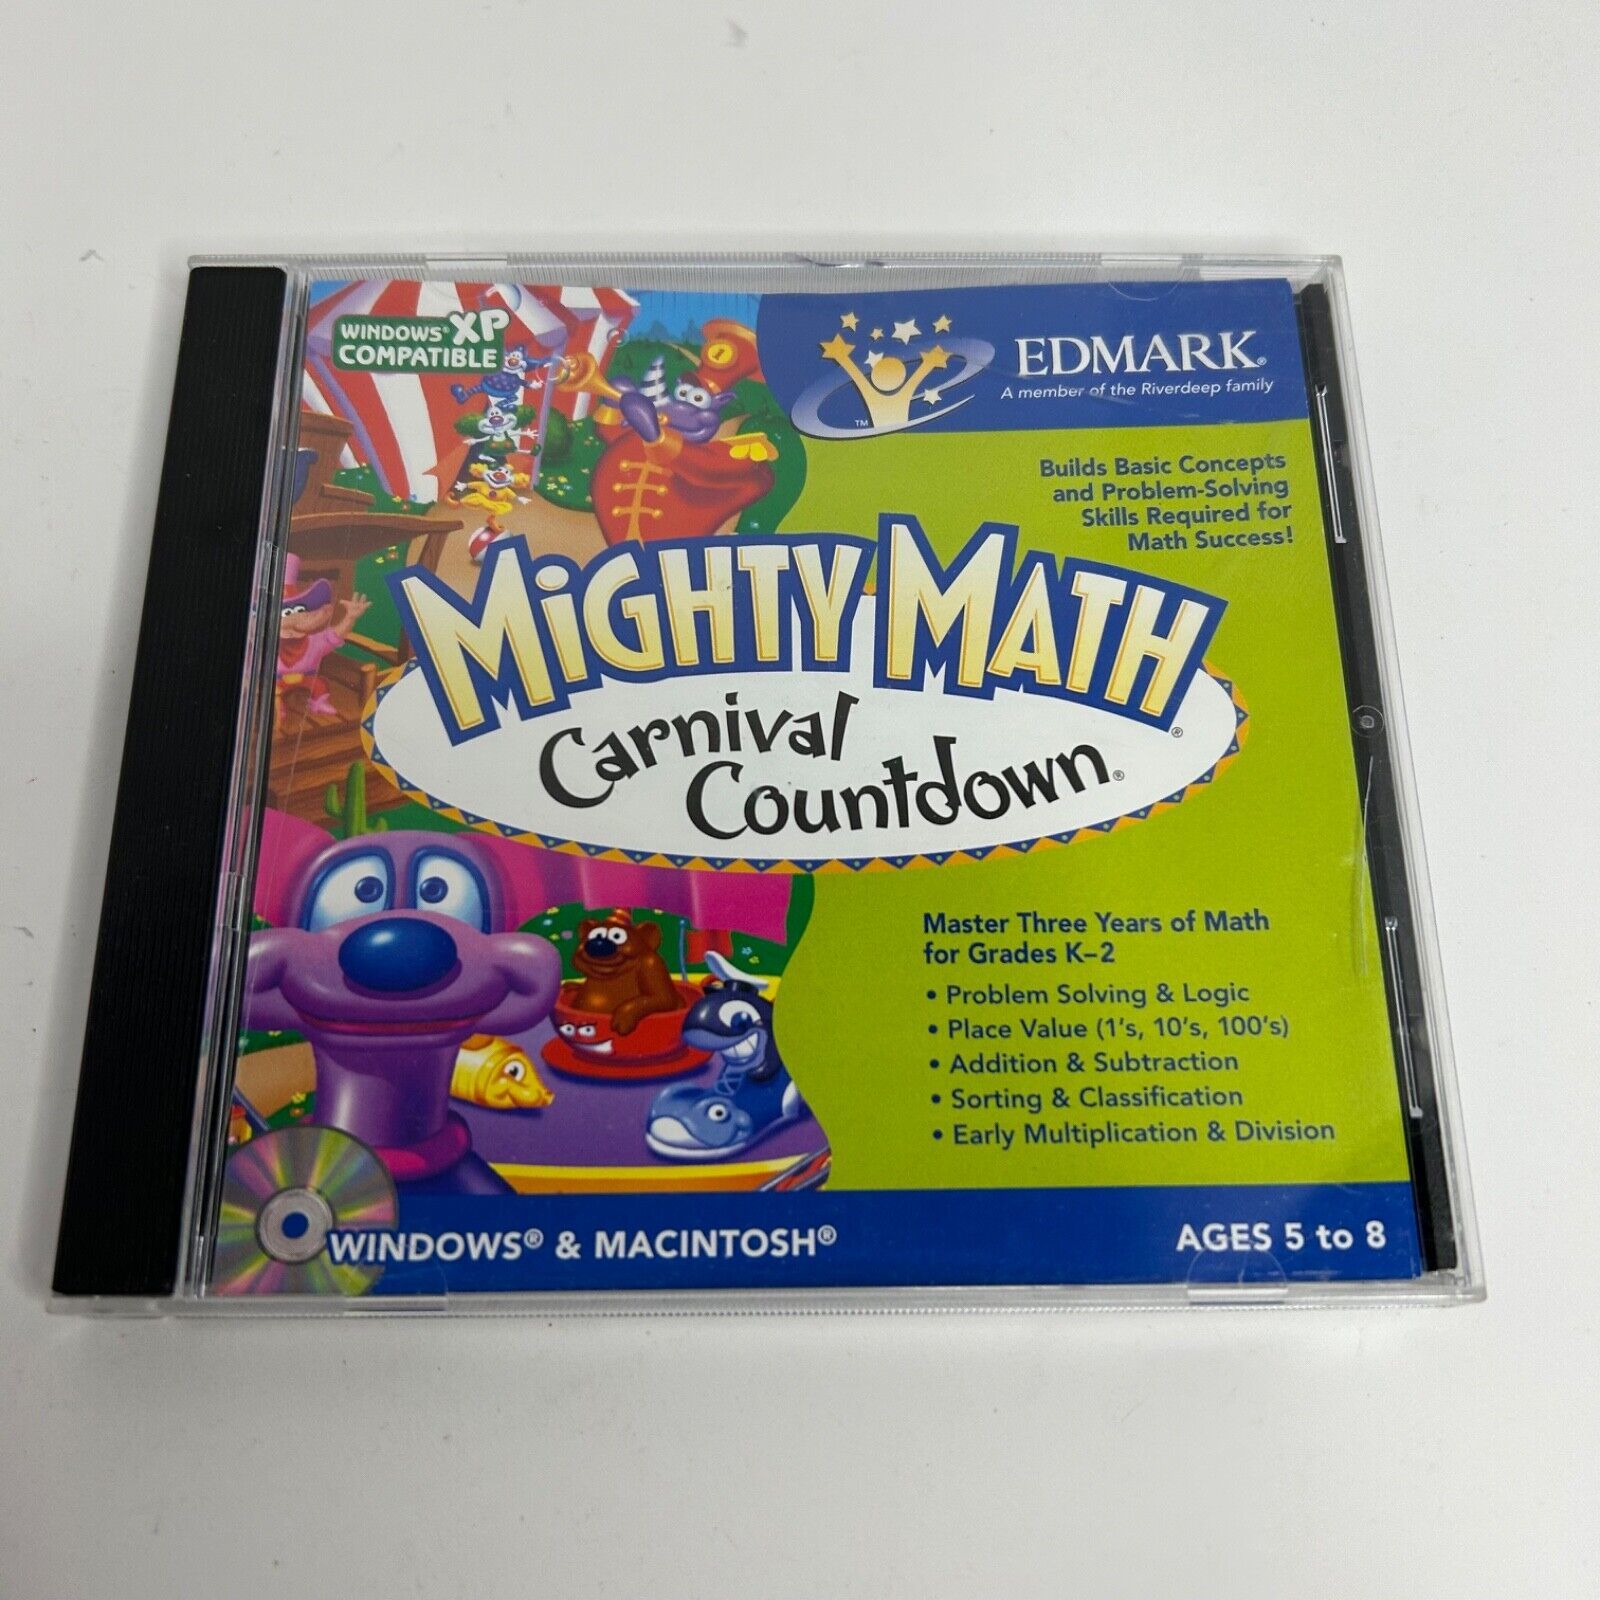 WINDOWS® XP
COMPATIBLE
EDMARK®
A member of the Riverdeep family
TM
Builds Basic Concepts
and Problem-Solving
Skills Required for
Math Success!
MiGHTY MATH®
Carnival
Countdown®
Master Three Years of Math
for Grades K–2
• Problem Solving & Logic
• Place Value (1's, 10's, 100's)
• Addition & Subtraction
• Sorting & Classification
• Early Multiplication & Division
WINDOWS® & MACINTOSH®
AGES 5 to 8